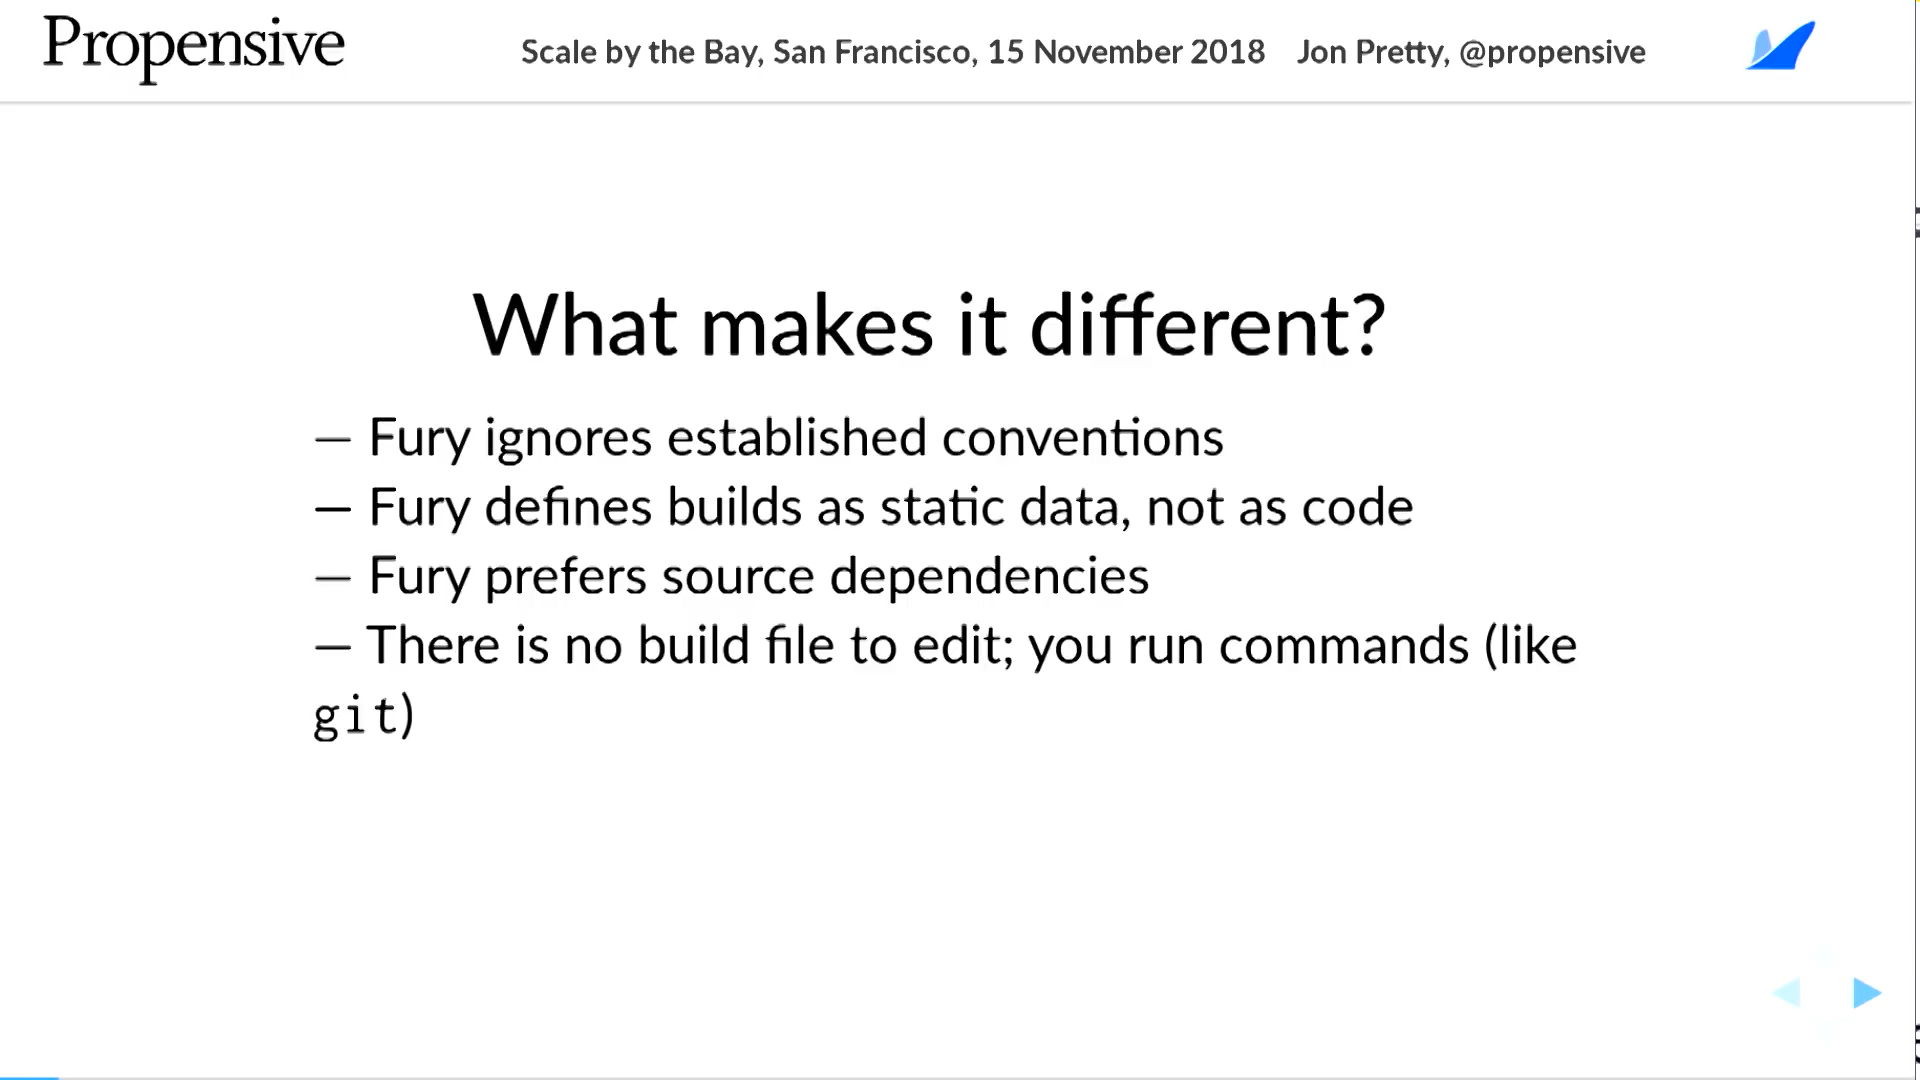 Propensive
Scale by the Bay, San Francisco, 15 November 2018 Jon Pretty, @propensive
What makes it different?
— Fury ignores established conventions
— Fury defines builds as static data, not as code
— Fury prefers source dependencies
— There is no build file to edit; you run commands (like
git)